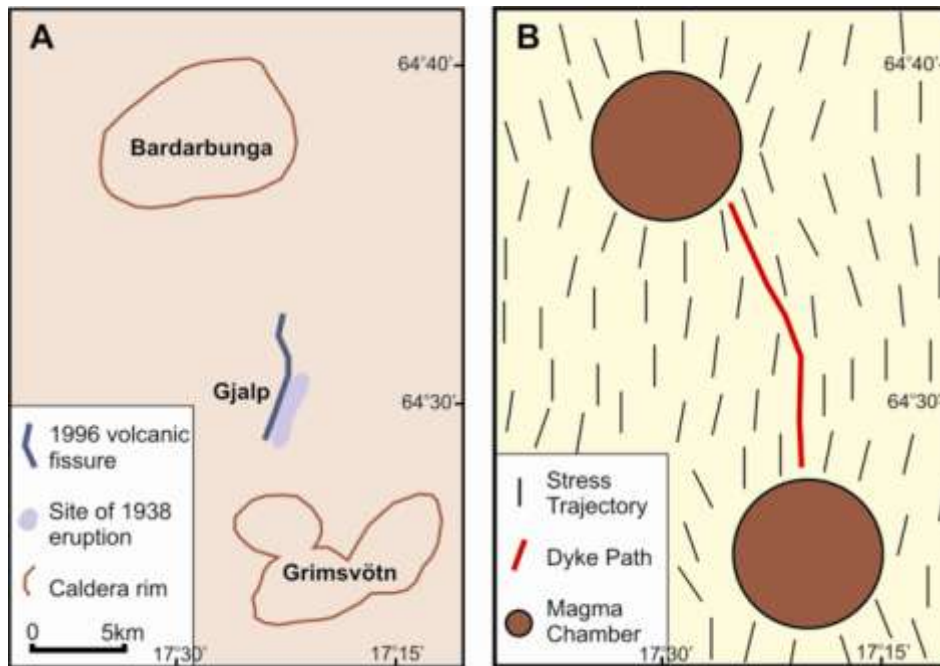 A
64°40'
Bardarbunga
Gjalp
64°30'
1996 volcanic
fissure
Site of 1938
eruption
Caldera rim
Grimsvötn
0 5km
17°30'
17°15'
B
64°40'
64°30'
Stress
Trajectory
Dyke Path
Magma
Chamber
17°30'
17°15'